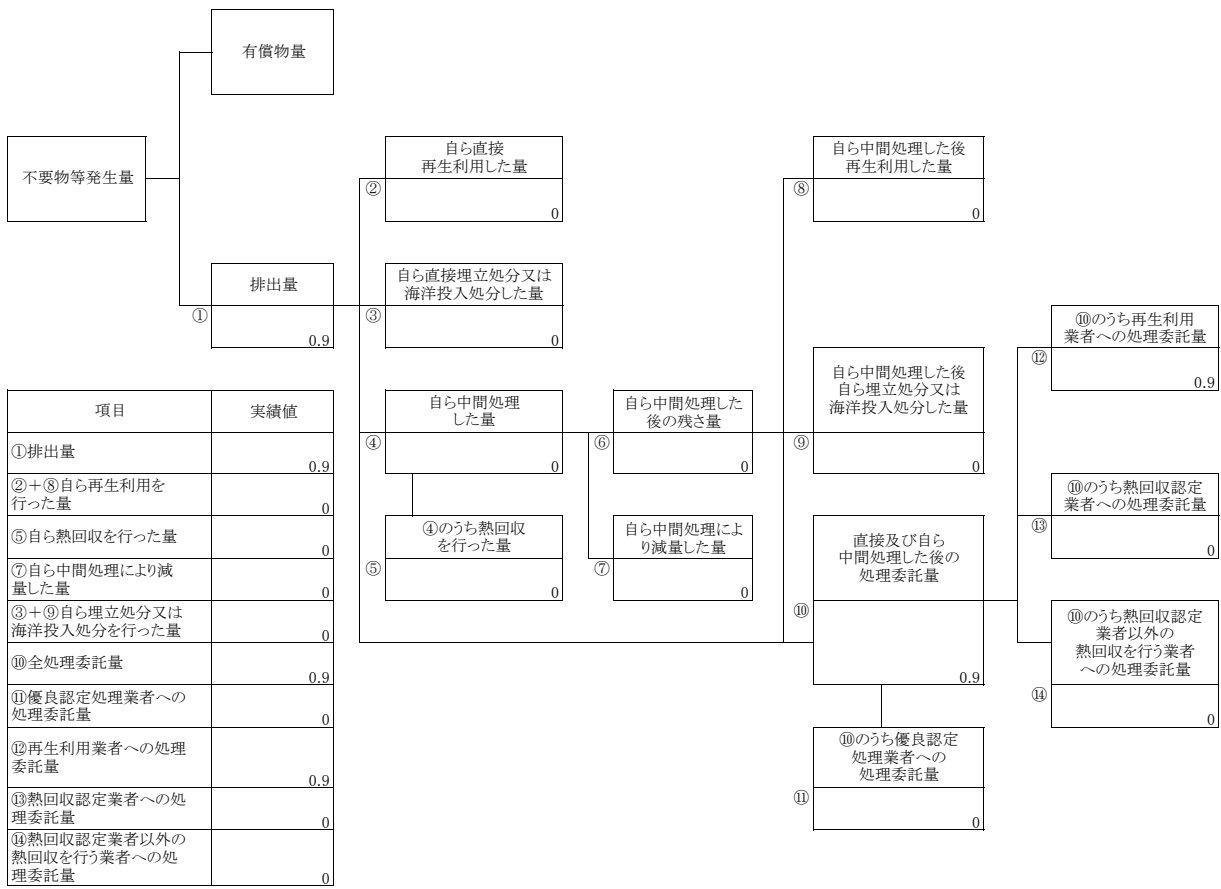 有償物量
不要物等発生量
自ら直接
再生利用した量
②
0
自ら中間処理した後
再生利用した量
⑧
0
排出量
①
0.9
自ら直接埋立処分又は
海洋投入処分した量
③
0
⑩のうち再生利用
業者への処理委託量
⑫
0.9
自ら中間処理
した量
④
0
自ら中間処理した
後の残さ量
⑥
0
自ら中間処理した後
自ら埋立処分又は
海洋投入処分した量
⑨
0
⑩のうち熱回収認定
業者への処理委託量
⑬
0
④のうち熱回収
を行った量
⑤
0
自ら中間処理によ
り減量した量
⑦
0
直接及び自ら
中間処理した後の
処理委託量
⑩
0.9
⑩のうち熱回収認定
業者以外の
熱回収を行う業者
への処理委託量
⑭
0
⑩のうち優良認定
処理業者への
処理委託量
⑪
0
項目 実績値
①排出量 0.9
②+⑧自ら再生利用を
行った量 0
⑤自ら熱回収を行った量 0
⑦自ら中間処理により減
量した量 0
③+⑨自ら埋立処分又は
海洋投入処分を行った量 0
⑩全処理委託量 0.9
⑪優良認定処理業者への
処理委託量 0
⑫再生利用業者への処理
委託量 0.9
⑬熱回収認定業者への処
理委託量 0
⑭熱回収認定業者以外の
熱回収を行う業者への処
理委託量 0